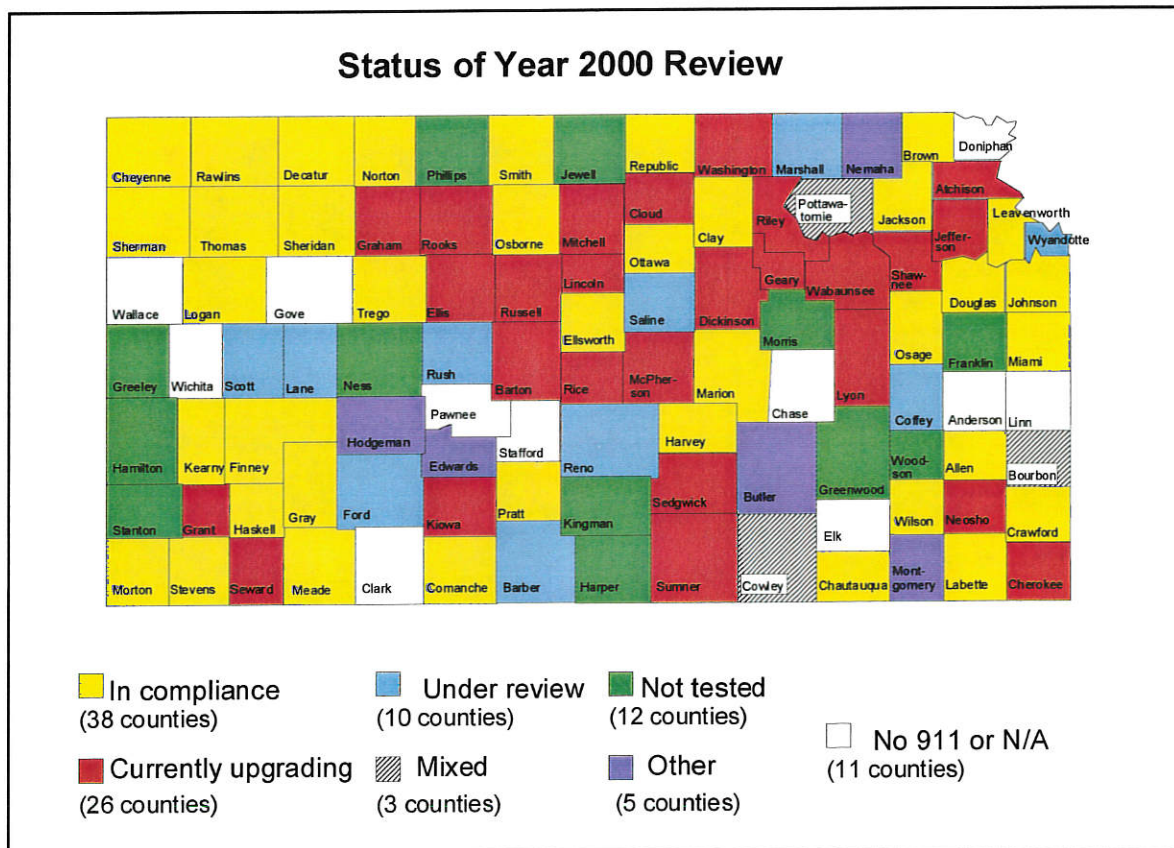 Status of Year 2000 Review
Cheyenne
Rawlins
Decatur
Norton
Phillips
Smith
Jewell
Republic
Washington
Marshall
Nemaha
Brown
Doniphan
Sherman
Thomas
Sheridan
Graham
Rooks
Osborne
Mitchell
Cloud
Clay
Riley
Pottawa-
tomie
Jackson
Atchison
Leavenworth
Jeffer-
son
Wyandotte
Ottawa
Lincoln
Geary
Wabaunsee
Shaw-
nee
Wallace
Logan
Gove
Trego
Ellis
Russell
Ellsworth
Saline
Dickinson
Morris
Osage
Douglas
Johnson
Franklin
Miami
Greeley
Wichita
Scott
Lane
Ness
Rush
Barton
Rice
McPher-
son
Marion
Chase
Lyon
Coffey
Anderson
Linn
Pawnee
Stafford
Hodgeman
Edwards
Hamilton
Kearny
Finney
Gray
Ford
Reno
Harvey
Sedgwick
Butler
Greenwood
Wood-
son
Allen
Bourbon
Stanton
Grant
Haskell
Kiowa
Pratt
Kingman
Elk
Wilson
Neosho
Crawford
Morton
Stevens
Seward
Meade
Clark
Comanche
Barber
Harper
Sumner
Cowley
Chautauqua
Mont-
gomery
Labette
Cherokee
In compliance
(38 counties)
Under review
(10 counties)
Not tested
(12 counties)
No 911 or N/A
(11 counties)
Currently upgrading
(26 counties)
Mixed
(3 counties)
Other
(5 counties)